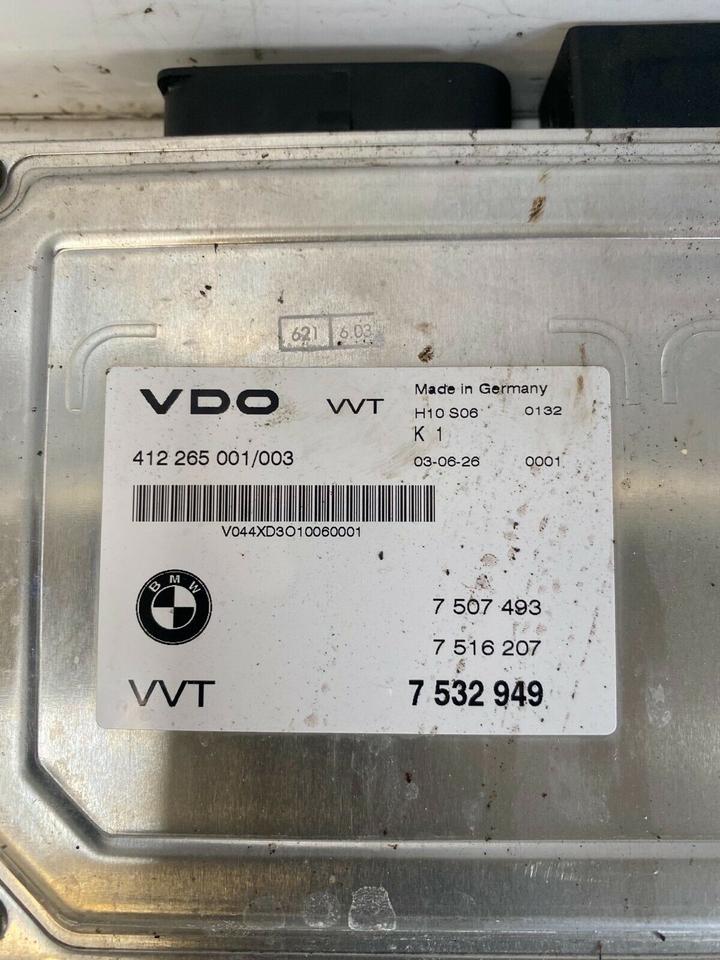 621 6.03
VDO VVT Made in Germany
H10 S06 0132
K 1
412 265 001/003 03-06-26 0001
V044XD3O10060001
BMW
7 507 493
7 516 207
VVT 7 532 949